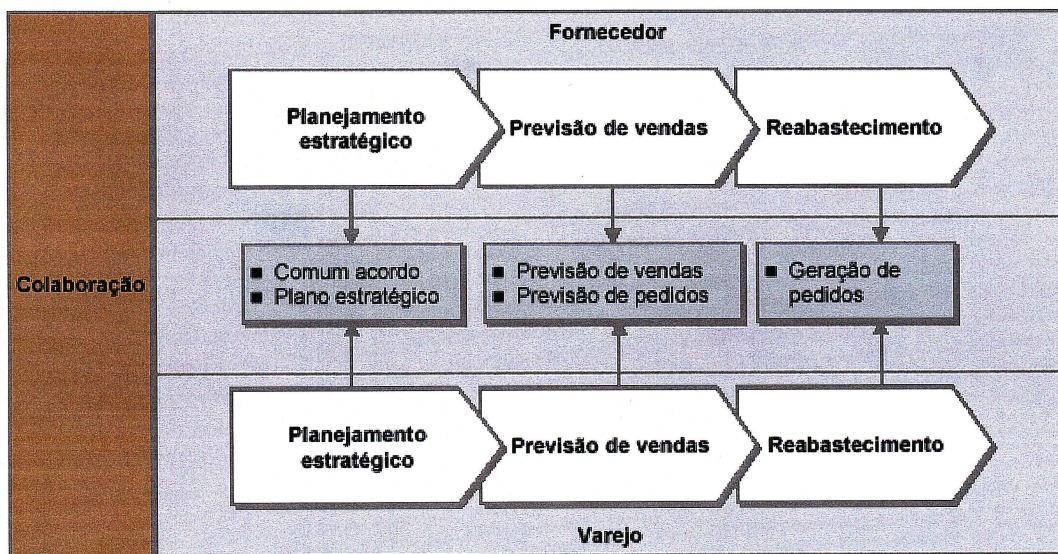 Fornecedor
Planejamento
estratégico
Previsão de vendas
Reabastecimento
Colaboração
■ Comum acordo
■ Plano estratégico
■ Previsão de vendas
■ Previsão de pedidos
■ Geração de
pedidos
Planejamento
estratégico
Previsão de vendas
Reabastecimento
Varejo